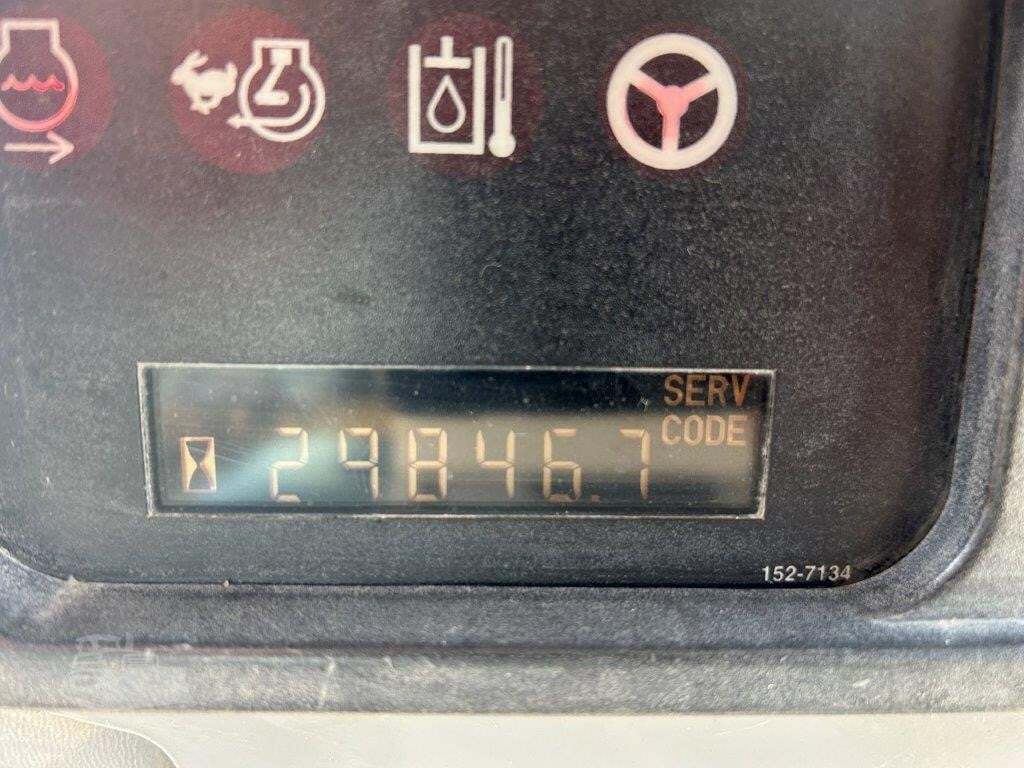 SERV
CODE
29846.7
152-7134